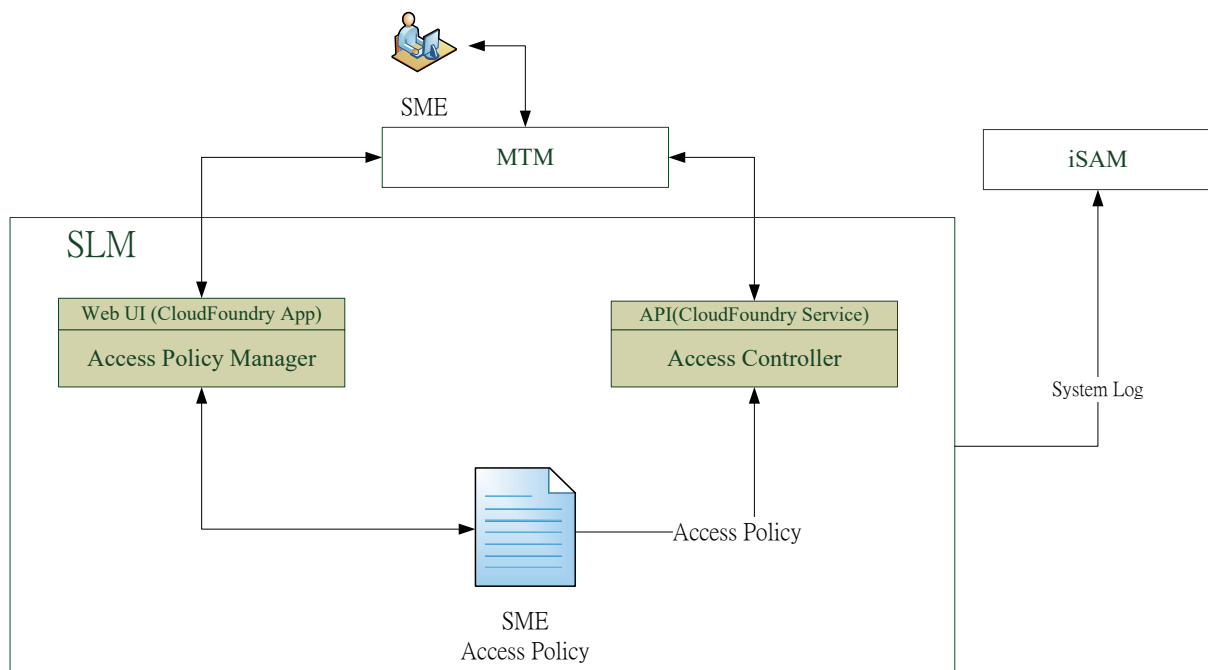 SME
MTM
iSAM
SLM
Web UI (CloudFoundry App)
Access Policy Manager
API(CloudFoundry Service)
Access Controller
System Log
Access Policy
SME
Access Policy